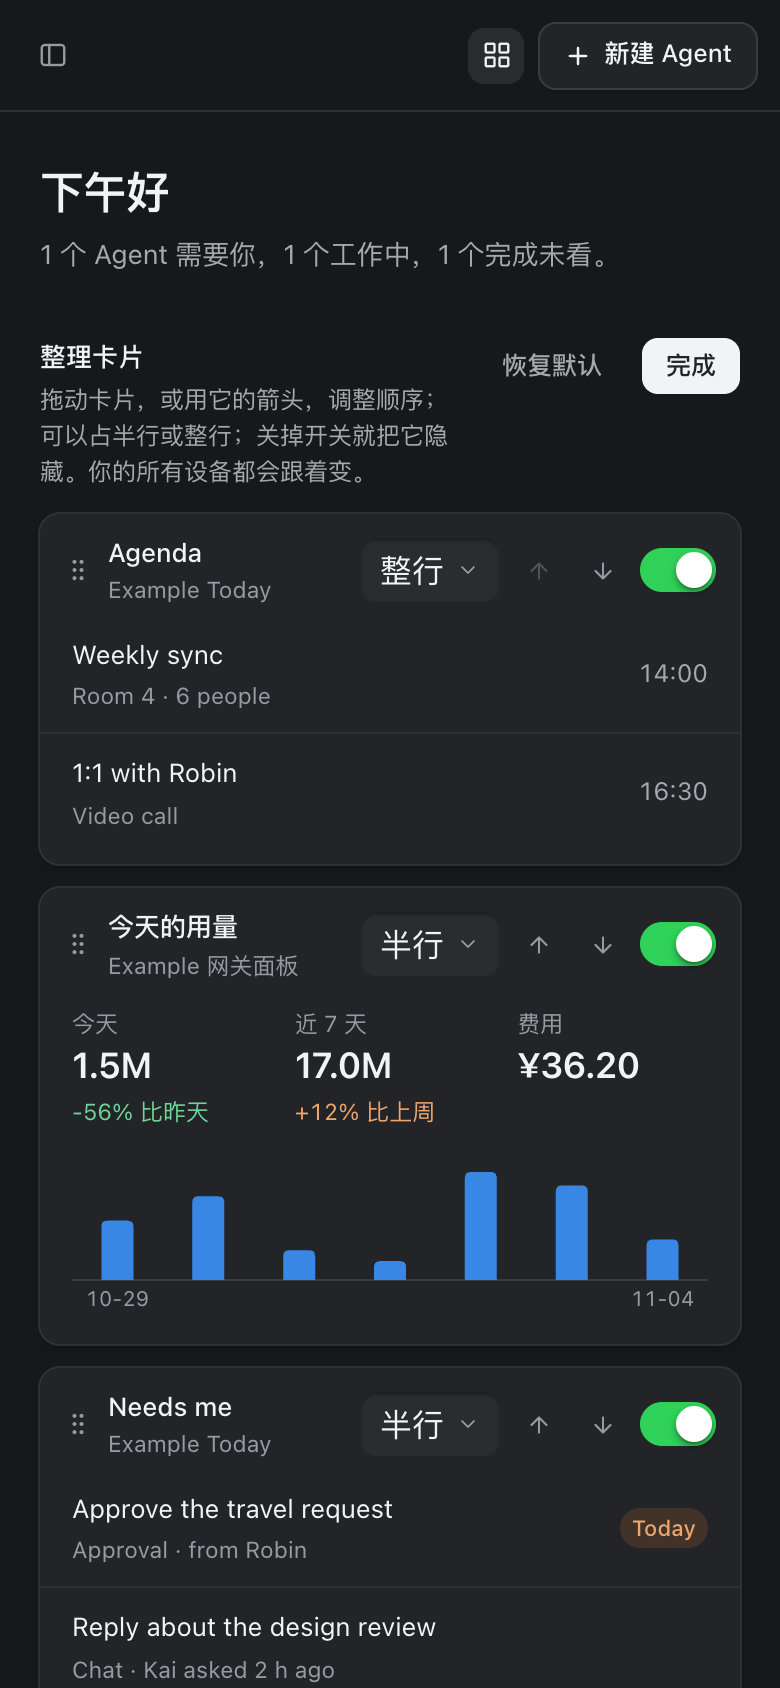 新建 Agent
下午好
1 个 Agent 需要你，1 个工作中，1 个完成未看。
整理卡片
恢复默认
完成
拖动卡片，或用它的箭头，调整顺序；
可以占半行或整行；关掉开关就把它隐
藏。你的所有设备都会跟着变。
Agenda
Example Today
整行
Weekly sync
Room 4 · 6 people
14:00
1:1 with Robin
Video call
16:30
今天的用量
Example 网关面板
半行
今天
近 7 天
费用
1.5M
17.0M
¥36.20
-56% 比昨天
+12% 比上周
10-29
11-04
Needs me
Example Today
半行
Approve the travel request
Approval · from Robin
Today
Reply about the design review
Chat · Kai asked 2 h ago